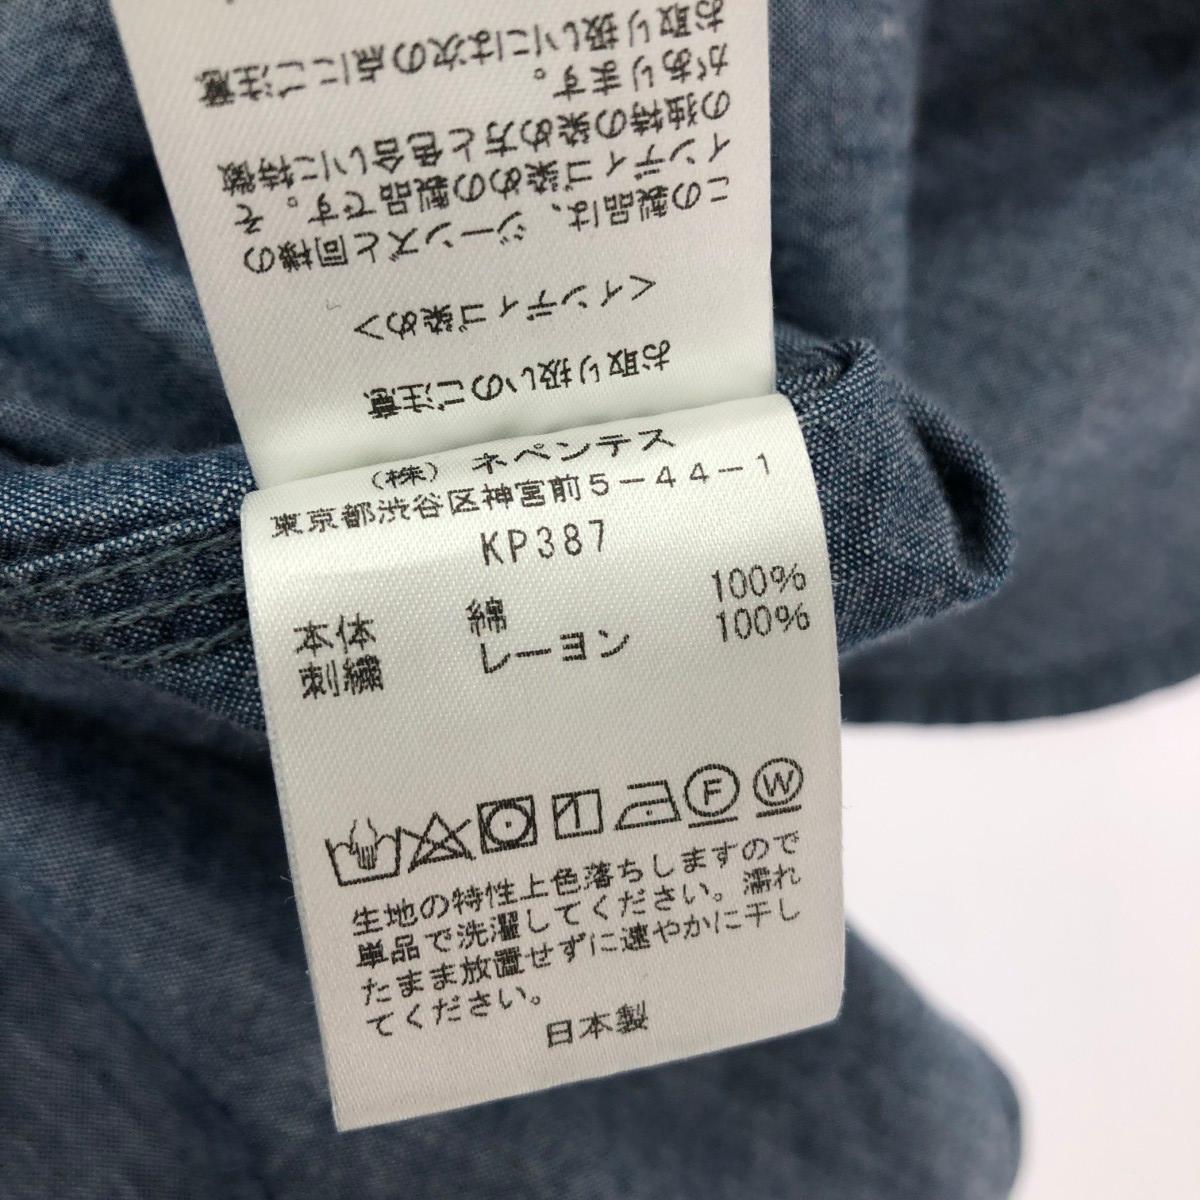 お取り扱いのご注意
<インディゴ染め>
この製品は、ジーンズと同様の
インディゴ染めの製品です。そ
の独特の染め方と色合いに特徴
があります。
お取り扱いには次の点にご注意
(株) ネペンテス
東京都渋谷区神宮前5-44-1
KP387
本体 綿 100%
刺繍 レーヨン 100%
F W
生地の特性上色落ちしますので
単品で洗濯してください。濡れ
たまま放置せずに速やかに干し
てください。
日本製